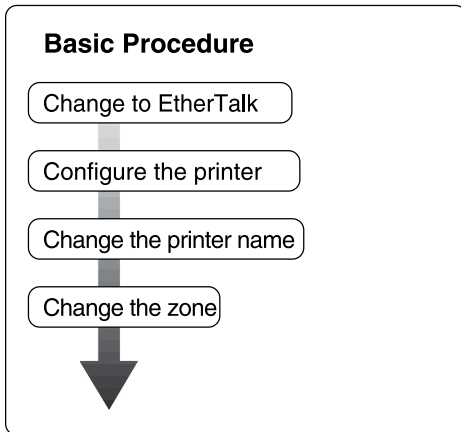 Basic Procedure
Change to EtherTalk
Configure the printer
Change the printer name
Change the zone